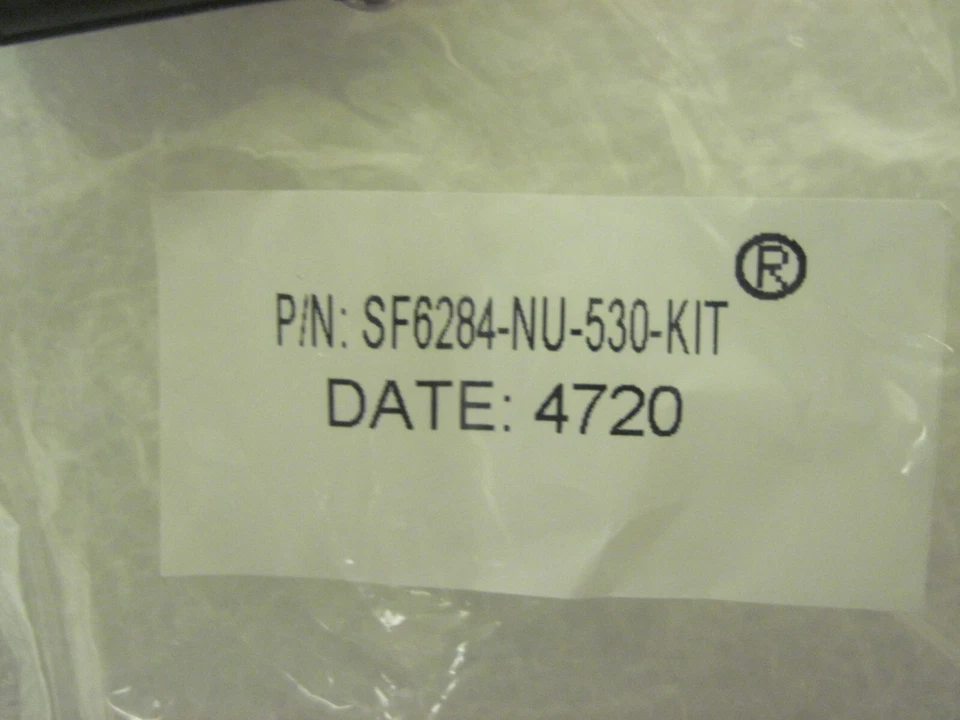 ®
P/N: SF6284-NU-530-KIT
DATE: 4720